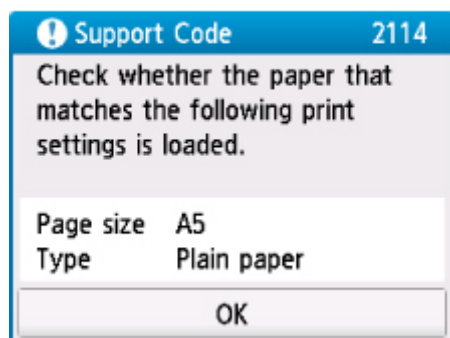 Support Code 2114
Check whether the paper that
matches the following print
settings is loaded.
Page size A5
Type Plain paper
OK